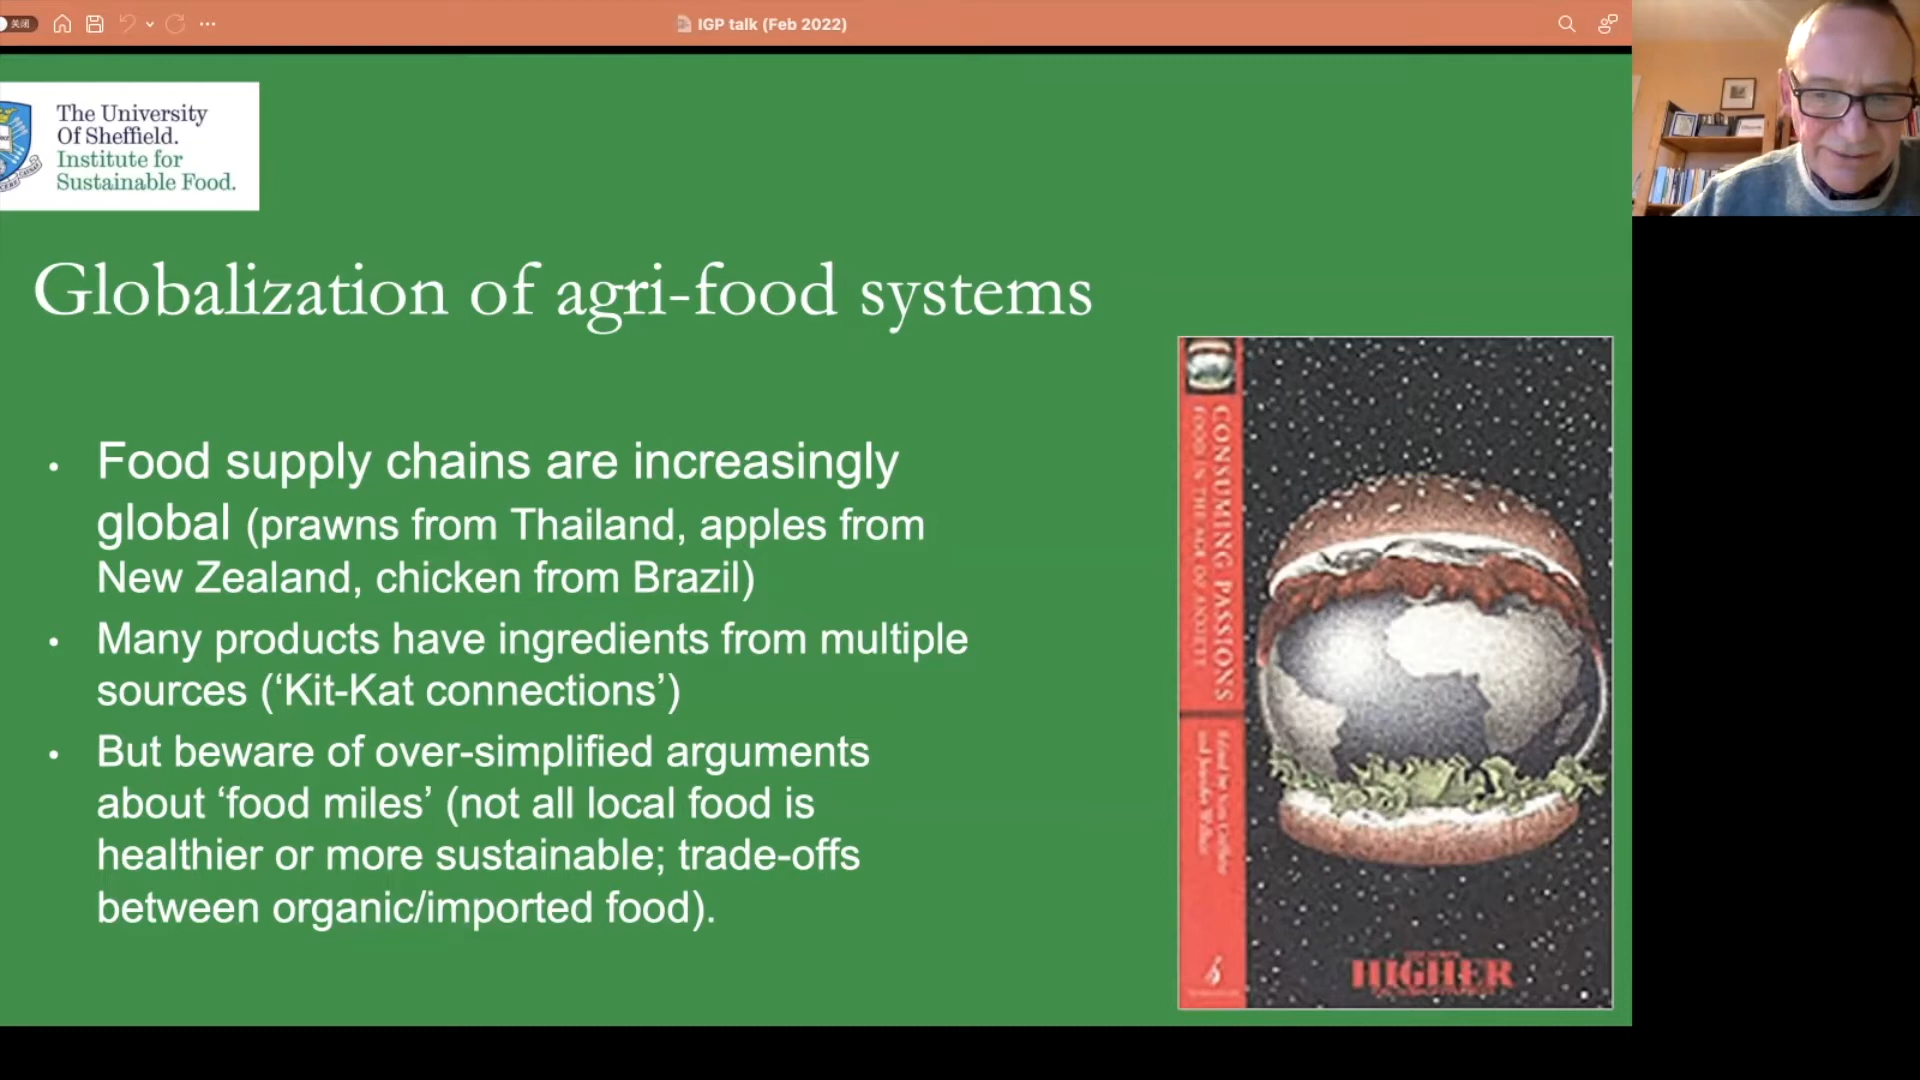 关闭
IGP talk (Feb 2022)
The University
Of Sheffield.
Institute for
Sustainable Food.
Globalization of agri-food systems
• Food supply chains are increasingly
global (prawns from Thailand, apples from
New Zealand, chicken from Brazil)
• Many products have ingredients from multiple
sources (‘Kit-Kat connections’)
• But beware of over-simplified arguments
about ‘food miles’ (not all local food is
healthier or more sustainable; trade-offs
between organic/imported food).
CONSUMING PASSIONS
FOOD IN THE AGE OF ANXIETY
HIGHER